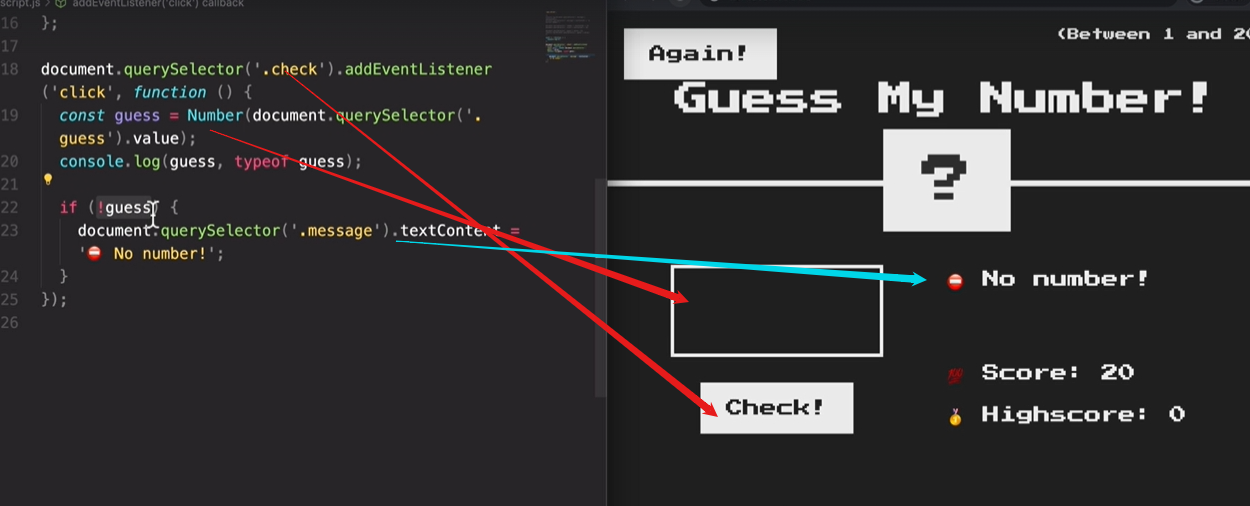 script.js > addEventListener('click') callback
16 };
17
18 document.querySelector('.check').addEventListener
('click', function () {
19 const guess = Number(document.querySelector('.
guess').value);
20 console.log(guess, typeof guess);
21
22 if (!guess) {
23 document.querySelector('.message').textContent =
'⛔ No number!';
24 }
25 });
26
Again!
(Between 1 and 20
Guess My Number!
?
⛔ No number!
💯 Score: 20
Check!
🥇 Highscore: 0